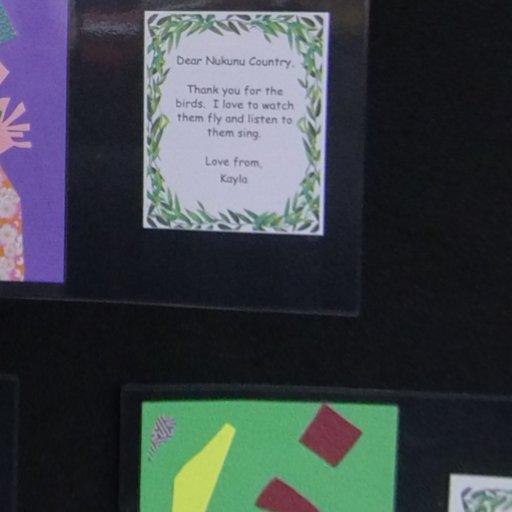 Dear Nukunu Country,
Thank you for the
birds. I love to watch
them fly and listen to
them sing.
Love from,
Kayla